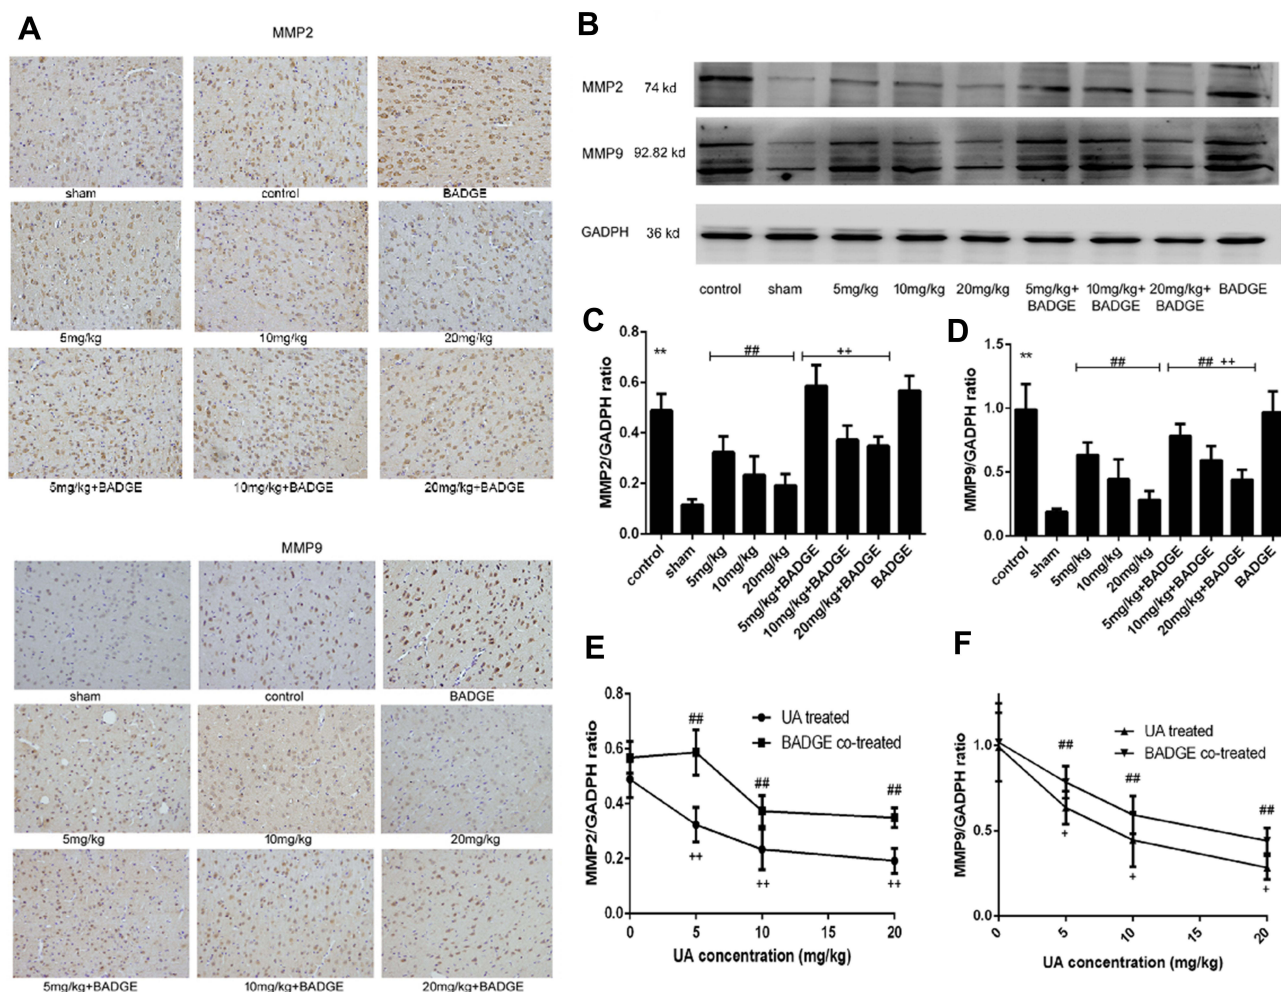 A
MMP2
sham
control
BADGE
5mg/kg
10mg/kg
20mg/kg
5mg/kg+BADGE
10mg/kg+BADGE
20mg/kg+BADGE
MMP9
sham
control
BADGE
5mg/kg
10mg/kg
20mg/kg
5mg/kg+BADGE
10mg/kg+BADGE
20mg/kg+BADGE
B
MMP2 74 kd
MMP9 92.82 kd
GADPH 36 kd
control sham 5mg/kg 10mg/kg 20mg/kg 5mg/kg+ 10mg/kg+ 20mg/kg+ BADGE
BADGE BADGE BADGE
C
MMP2/GADPH ratio
0.8
0.6
0.4
0.2
0.0
** ## ++
control
sham
5mg/kg
10mg/kg
20mg/kg
5mg/kg+BADGE
10mg/kg+BADGE
20mg/kg+BADGE
BADGE
D
MMP9/GADPH ratio
1.5
1.0
0.5
0.0
** ## ## ++
control
sham
5mg/kg
10mg/kg
20mg/kg
5mg/kg+BADGE
10mg/kg+BADGE
20mg/kg+BADGE
BADGE
E
MMP2/GADPH ratio
0.8
0.6
0.4
0.2
0.0
UA treated
BADGE co-treated
## ## ##
++ ++ ++
0 5 10 15 20
UA concentration (mg/kg)
F
MMP9/GADPH ratio
1.0
0.5
0.0
UA treated
BADGE co-treated
## ## ##
+ + +
0 5 10 15 20
UA concentration (mg/kg)